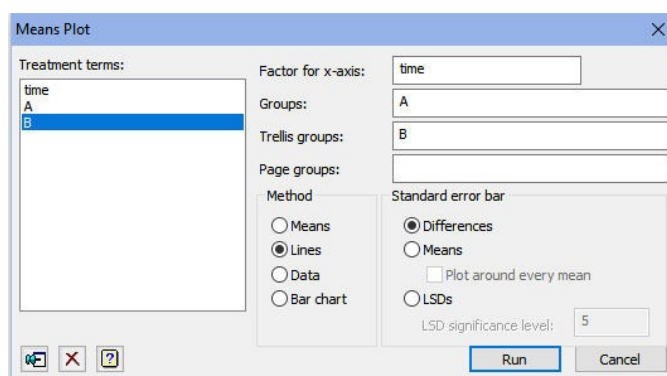 Means Plot
Treatment terms:
time
A
B
Factor for x-axis: time
Groups: A
Trellis groups: B
Page groups:
Method
Means
Lines
Data
Bar chart
Standard error bar
Differences
Means
Plot around every mean
LSDs
LSD significance level: 5
Run Cancel